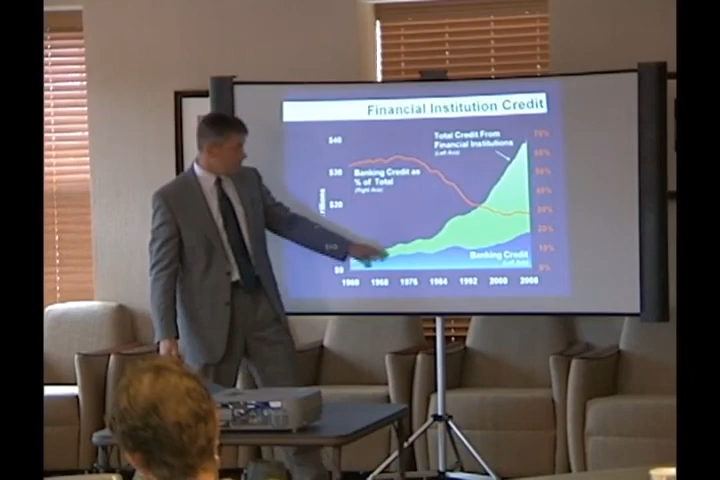 Financial Institution Credit
$40
$30
$20
$0
Total Credit From
Financial Institutions
(Left Axis)
Banking Credit as
% of Total
(Right Axis)
70%
60%
50%
40%
30%
20%
10%
0%
Banking Credit
1960 1968 1976 1984 1992 2000 2008